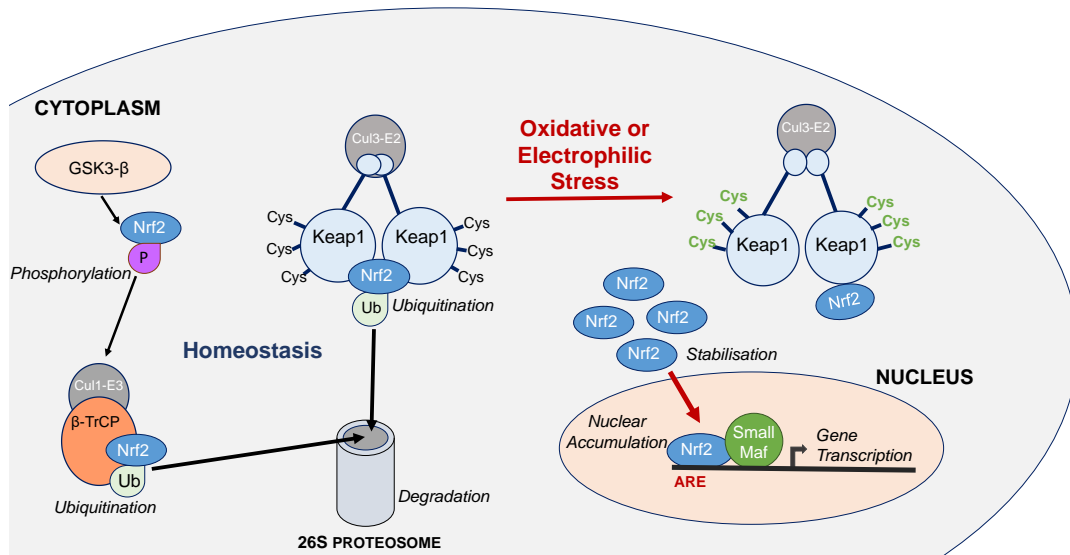 CYTOPLASM
GSK3-β
Nrf2
P
Phosphorylation
Cul1-E3
β-TrCP
Nrf2
Ub
Ubiquitination
Homeostasis
Cul3-E2
Cys
Cys
Cys
Keap1
Keap1
Cys
Cys
Cys
Nrf2
Ub
Ubiquitination
Degradation
26S PROTEOSOME
Oxidative or
Electrophilic
Stress
Cul3-E2
Cys
Cys
Cys
Keap1
Keap1
Cys
Cys
Cys
Nrf2
Nrf2
Nrf2
Nrf2
Nrf2
Stabilisation
NUCLEUS
Nuclear
Accumulation
Nrf2
Small
Maf
Gene
Transcription
ARE